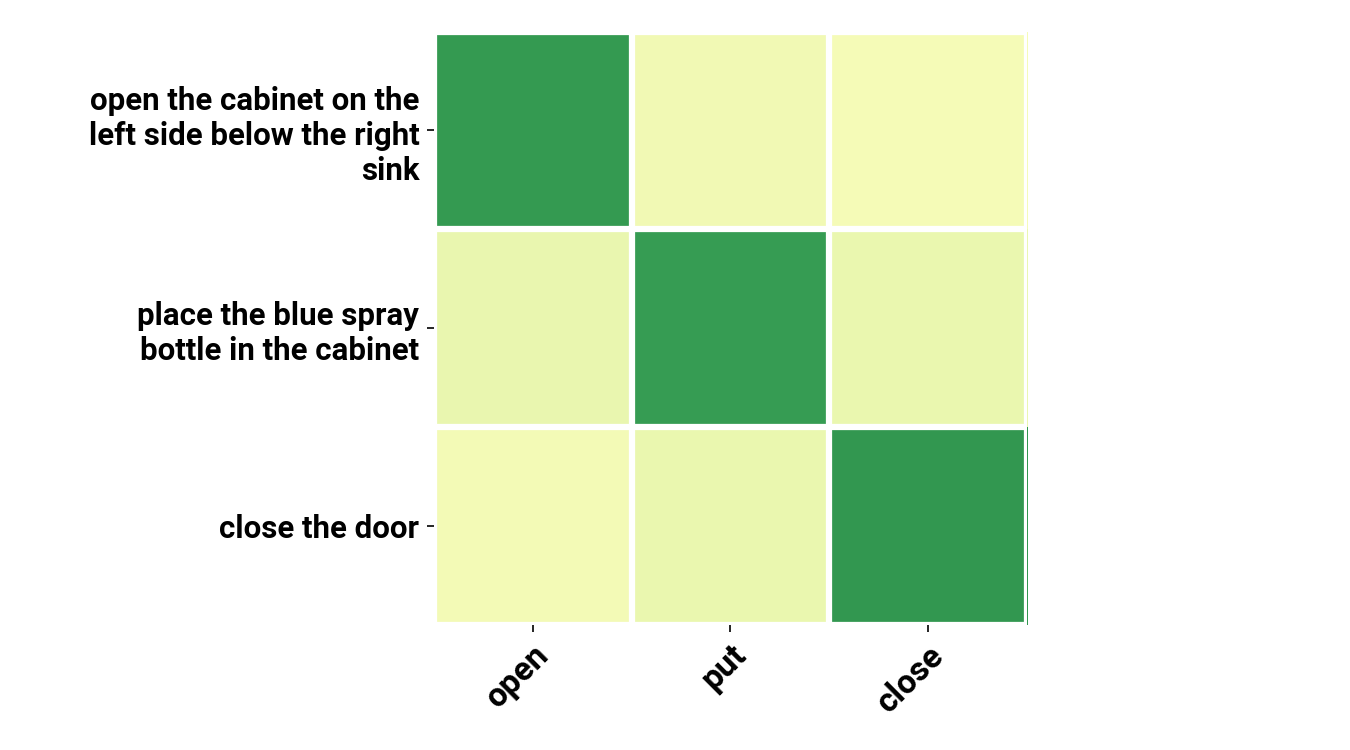 open the cabinet on the
left side below the right
sink
place the blue spray
bottle in the cabinet
close the door
open
put
close